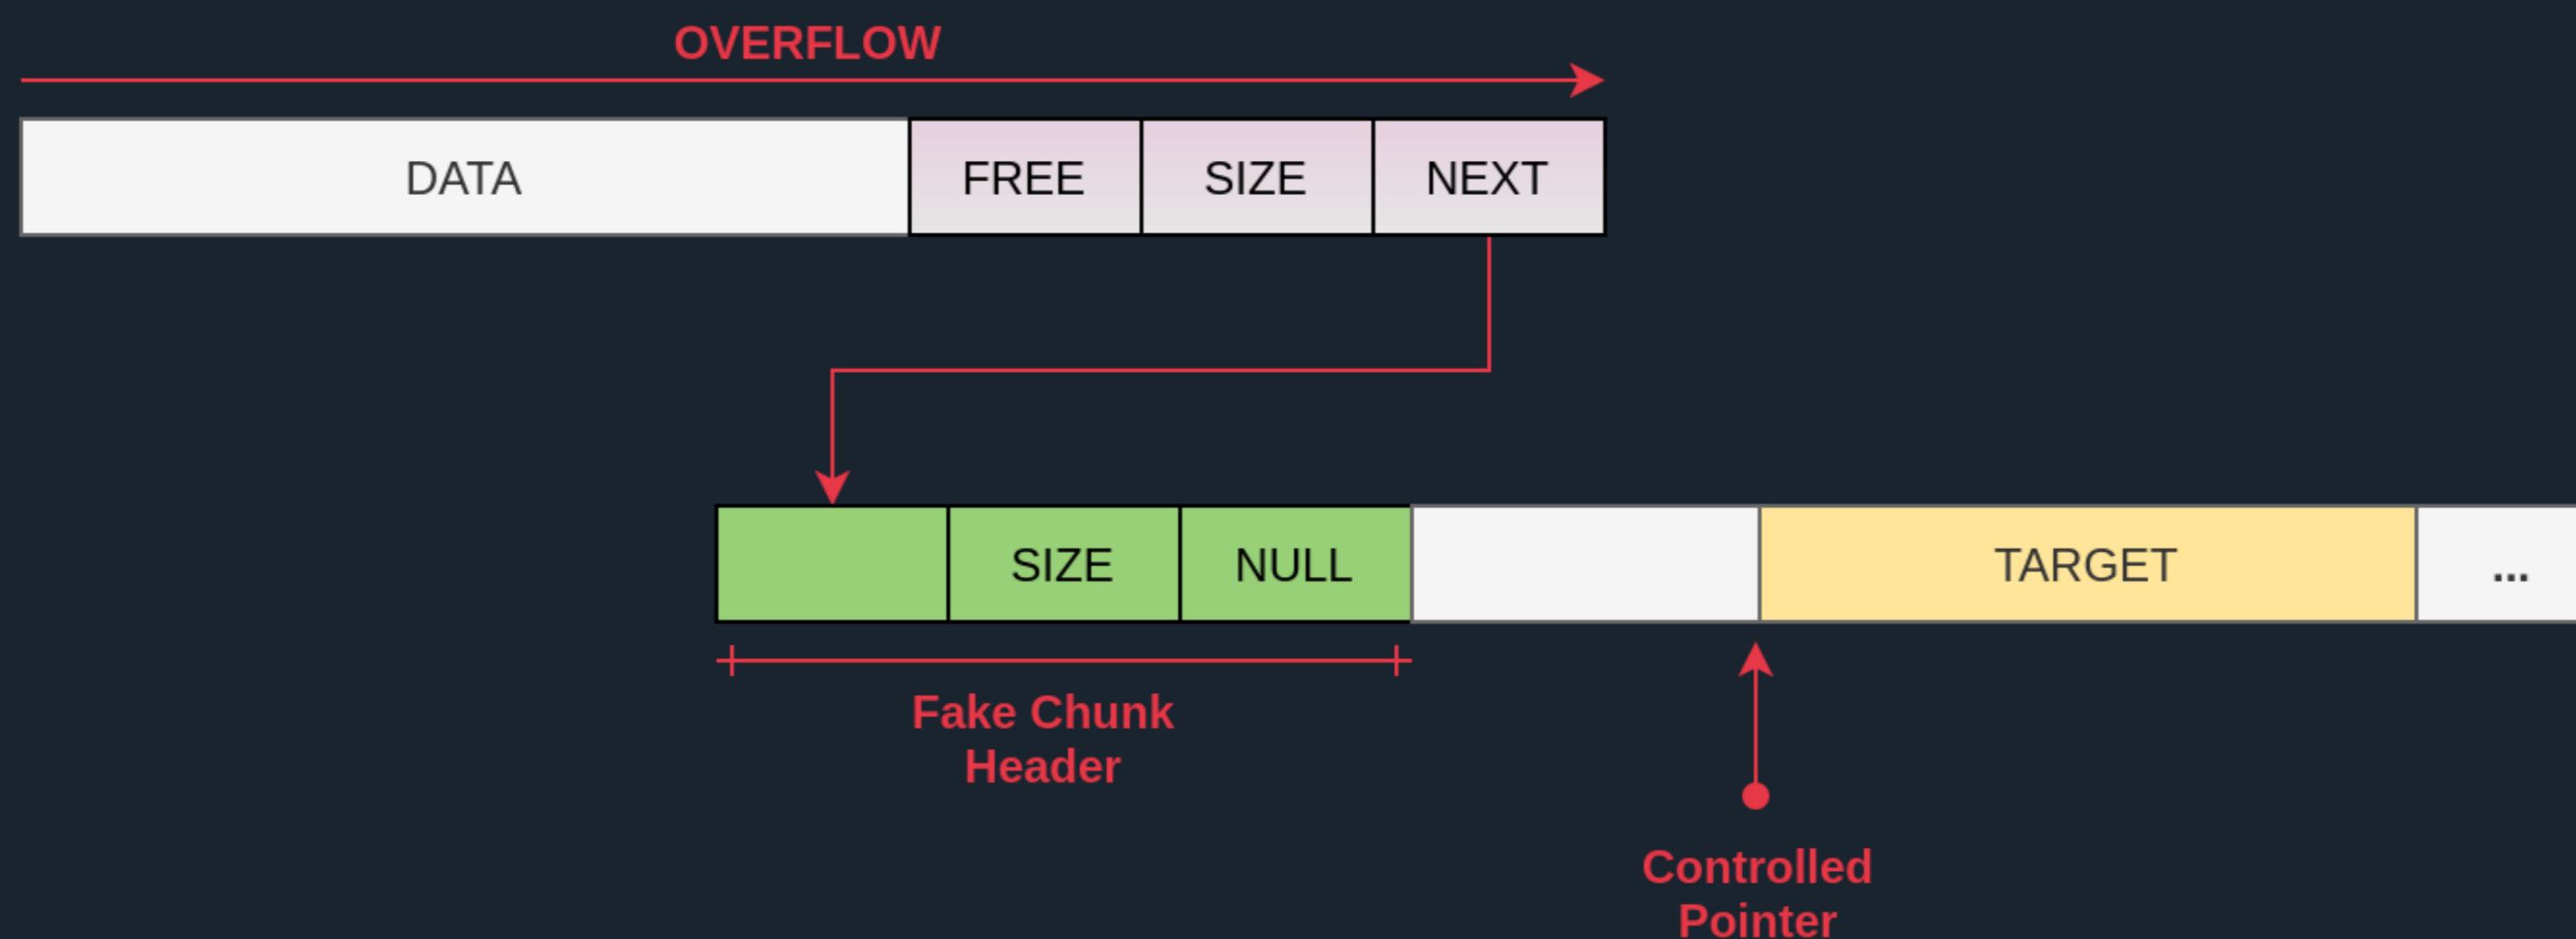 OVERFLOW
DATA FREE SIZE NEXT
SIZE NULL TARGET ...
Fake Chunk
Header
Controlled
Pointer